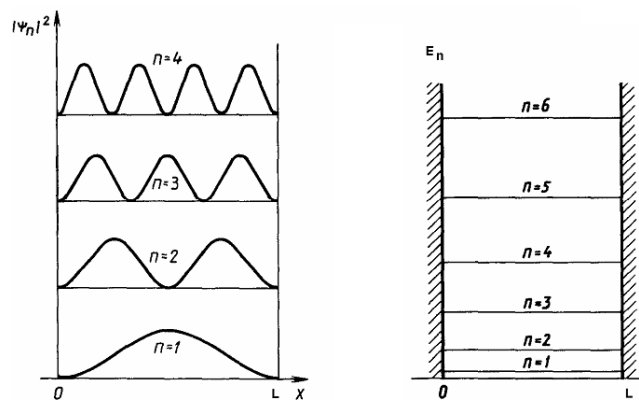 |Ψn|²
n=4
n=3
n=2
n=1
0 L X
En
n=6
n=5
n=4
n=3
n=2
n=1
0 L